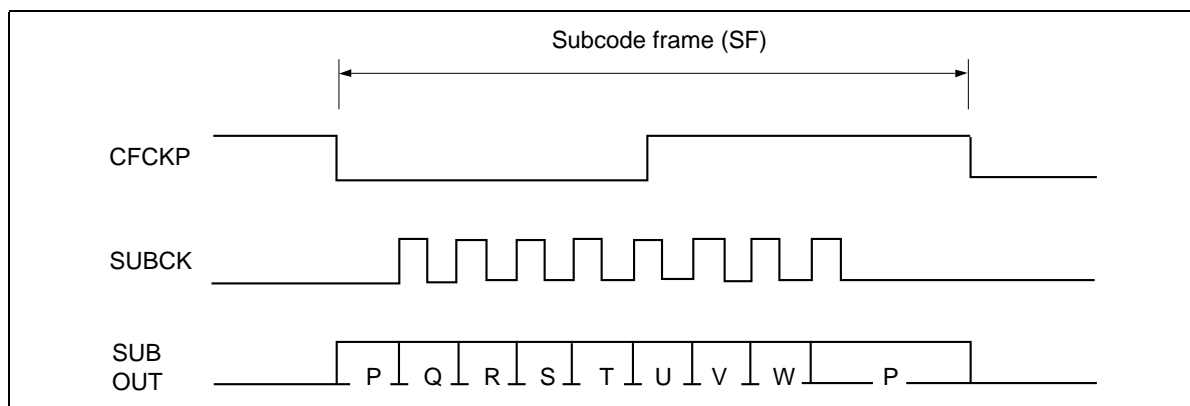 Subcode frame (SF)
CFCKP
SUBCK
SUB
OUT
P Q R S T U V W P